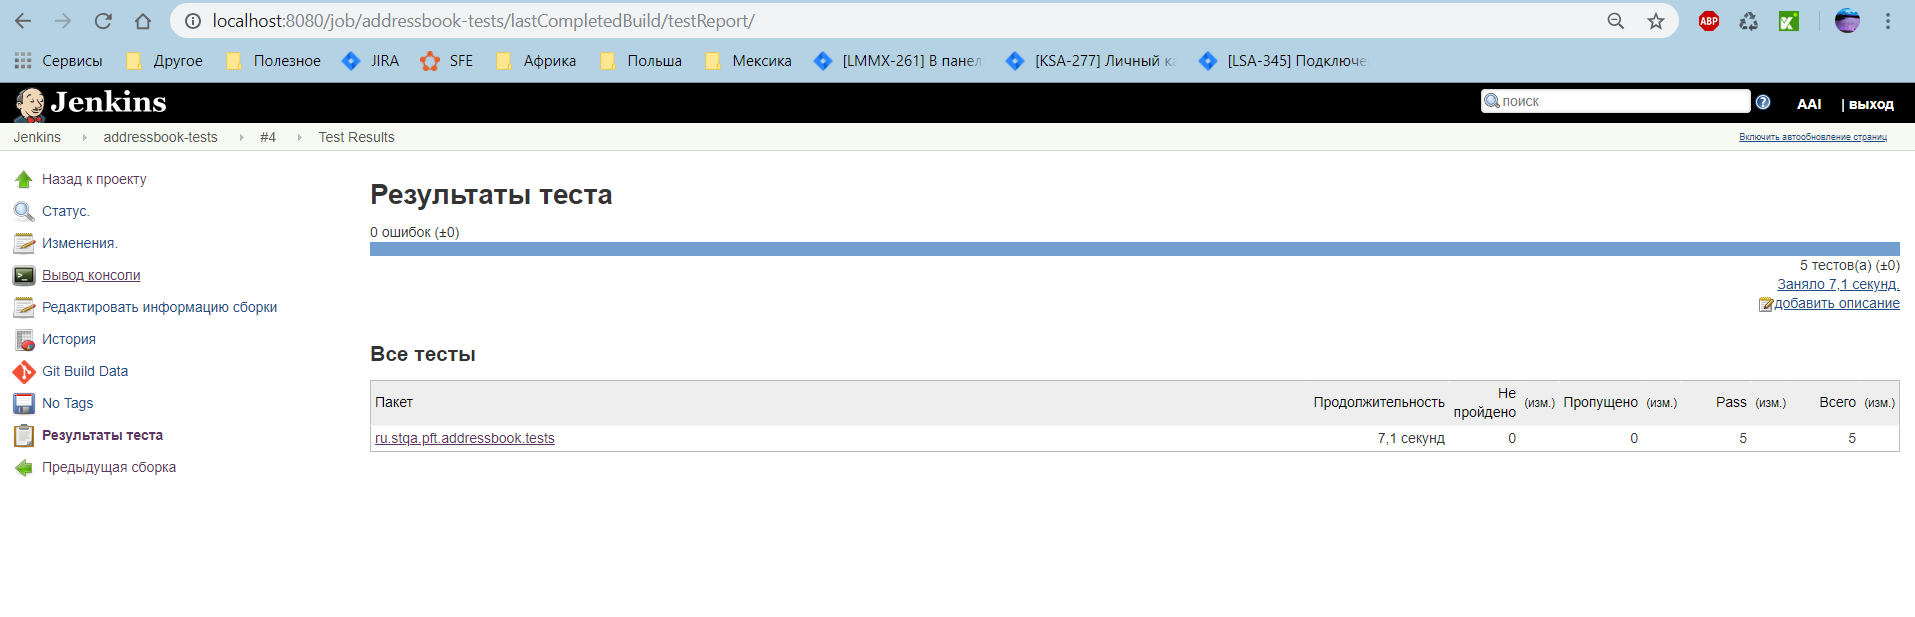 localhost:8080/job/addressbook-tests/lastCompletedBuild/testReport/
ABP
Сервисы Другое Полезное JIRA SFE Африка Польша Мексика [LMMX-261] В панел [KSA-277] Личный ка [LSA-345] Подключе
Jenkins поиск ? AAI | выход
Jenkins addressbook-tests #4 Test Results Включить автообновление страниц
Назад к проекту
Статус.
Изменения.
Вывод консоли
Редактировать информацию сборки
История
Git Build Data
No Tags
Результаты теста
Предыдущая сборка
Результаты теста
0 ошибок (±0)
5 тестов(а) (±0)
Заняло 7,1 секунд.
добавить описание
Все тесты
Пакет Продолжительность Не пройдено (изм.) Пропущено (изм.) Pass (изм.) Всего (изм.)
ru.stqa.pft.addressbook.tests 7,1 секунд 0 0 5 5